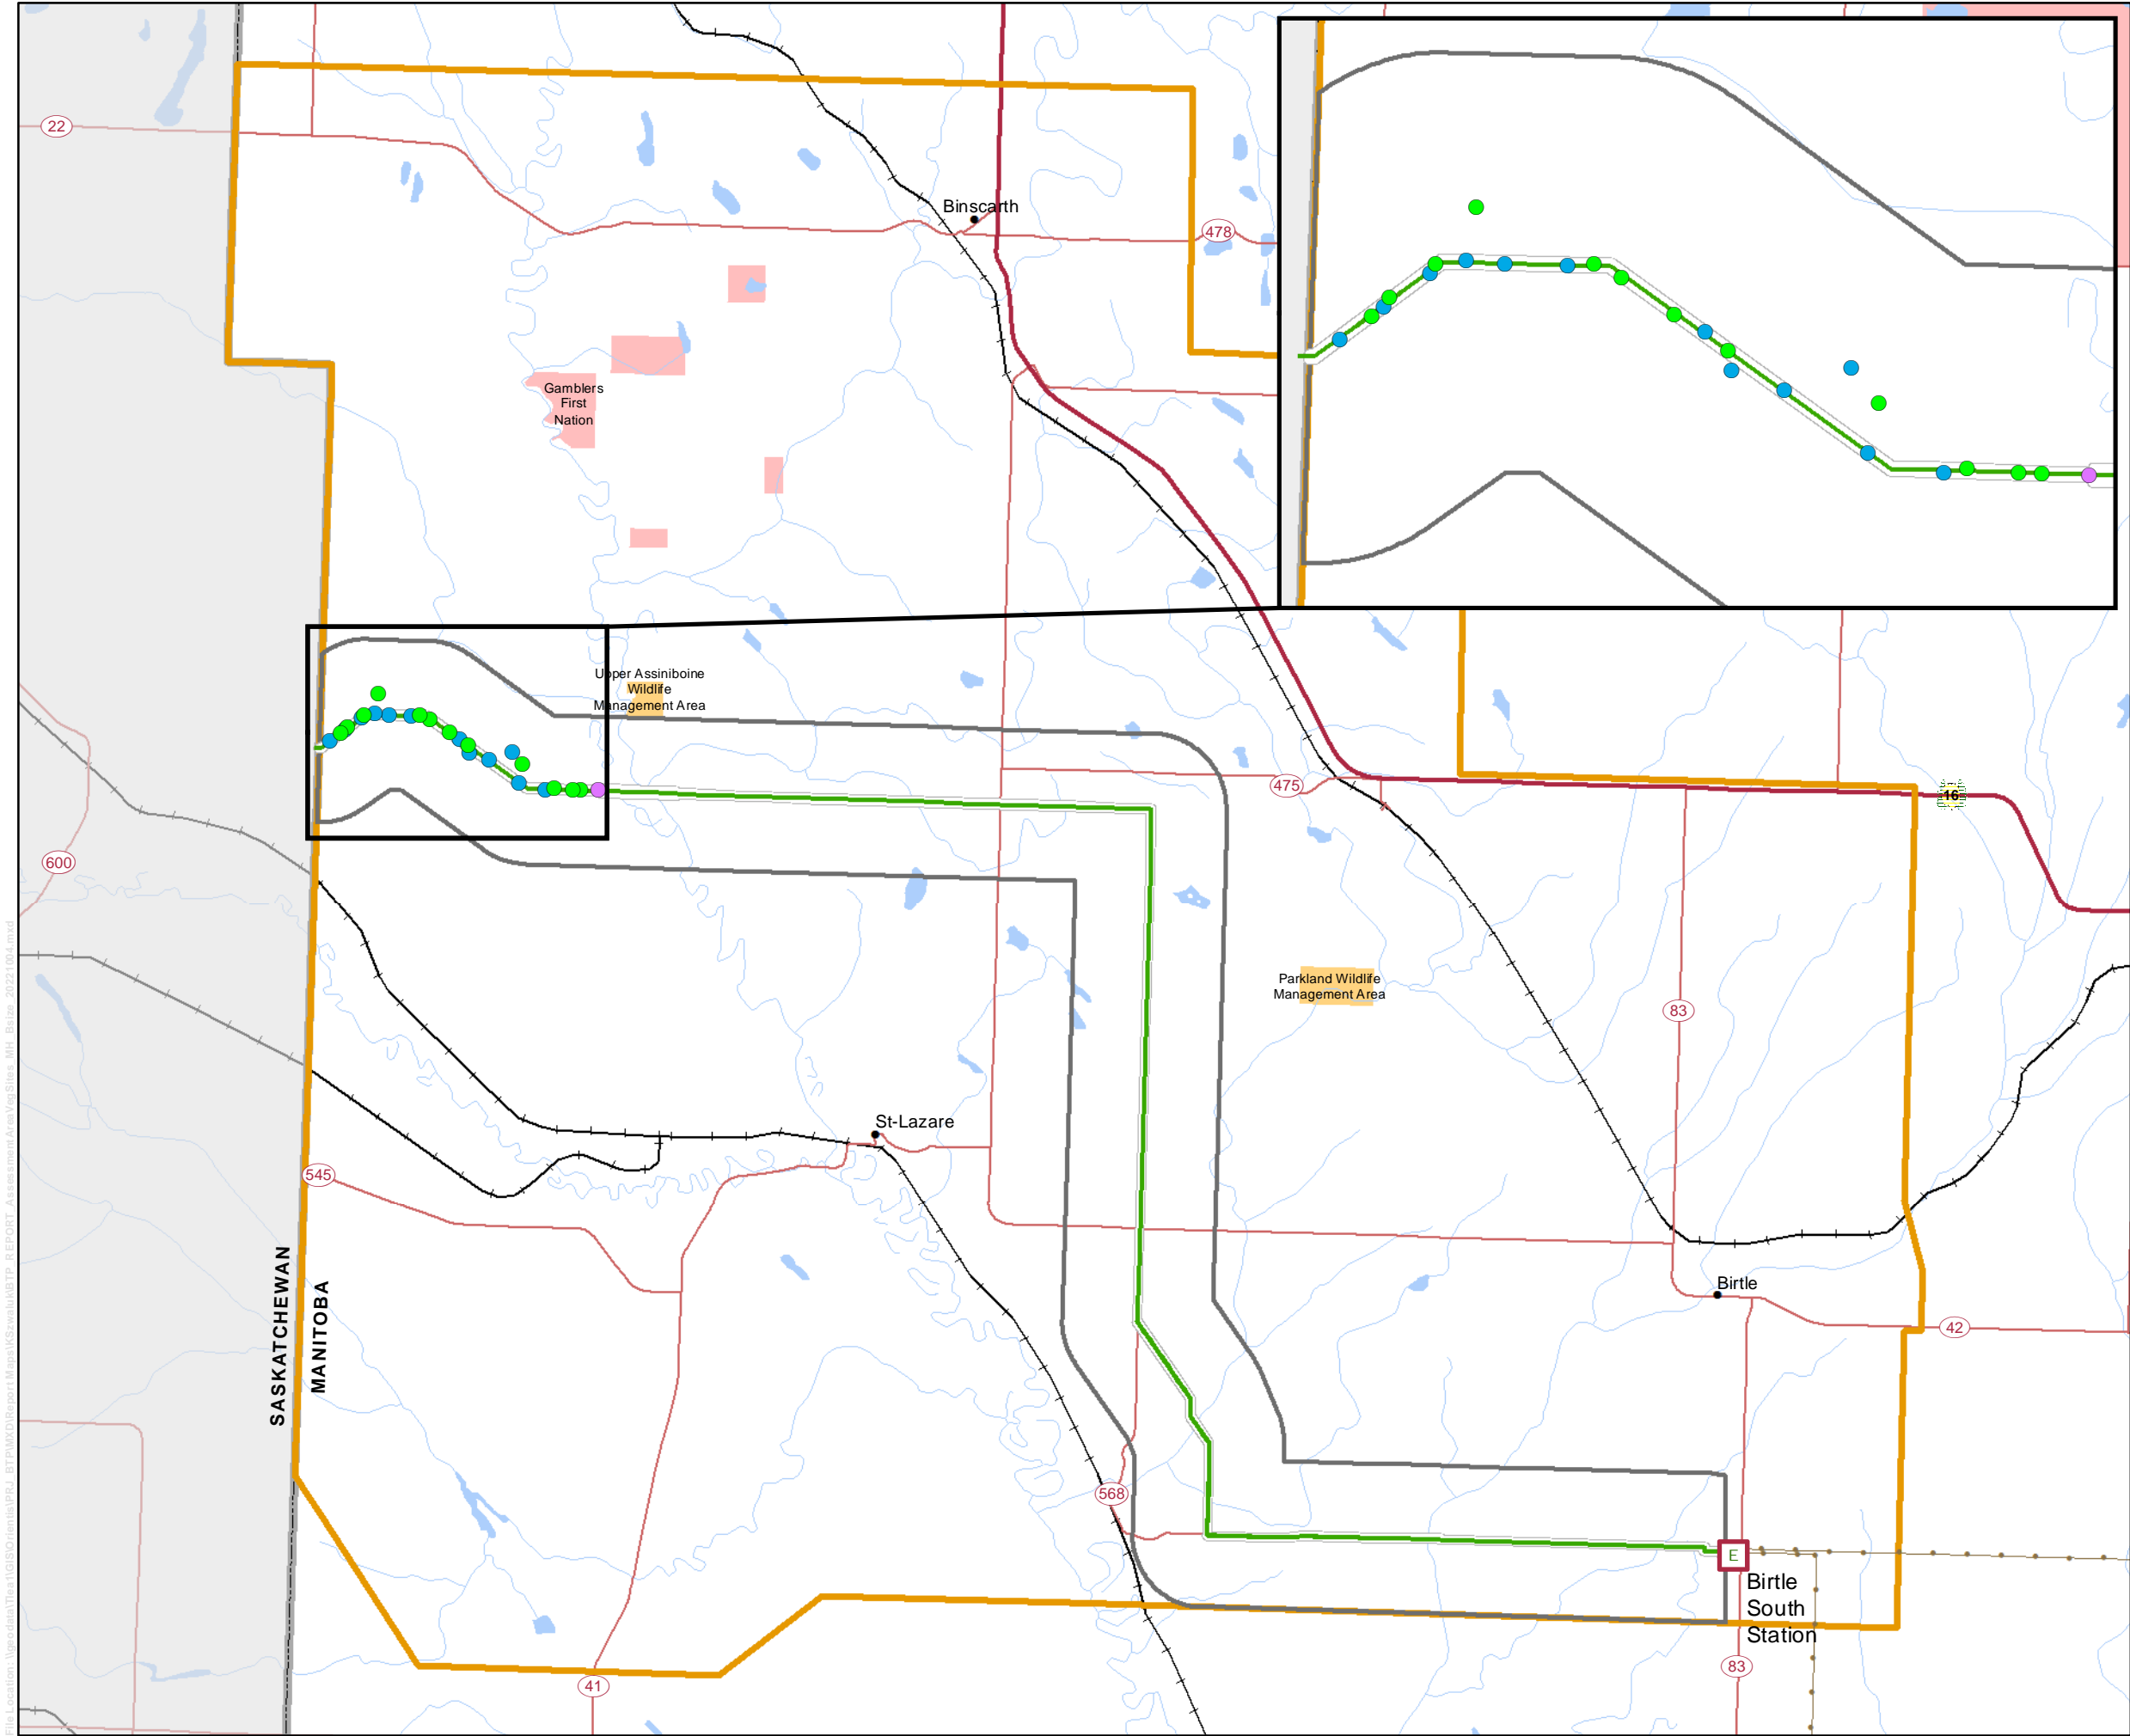 22
Binscarth
478
Gamblers
First
Nation
Upper Assiniboine
Wildlife
Management Area
475
16
600
Parkland Wildlife
Management Area
83
St-Lazare
545
SASKATCHEWAN
MANITOBA
Birtle
42
568
E
Birtle
South
Station
83
41